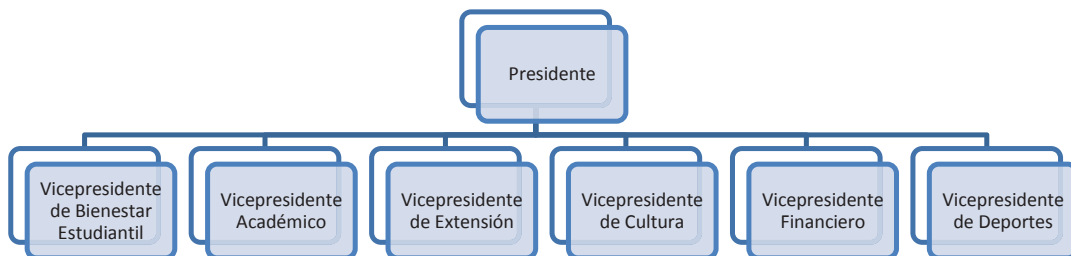 Presidente
Vicepresidente
de Bienestar
Estudiantil
Vicepresidente
Académico
Vicepresidente
de Extensión
Vicepresidente
de Cultura
Vicepresidente
Financiero
Vicepresidente
de Deportes